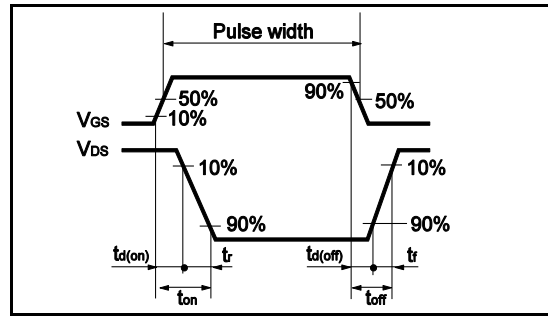 Pulse width
90%
50%
50%
VGS
10%
VDS
10%
10%
90%
90%
td(on)
tr
td(off)
tf
ton
toff